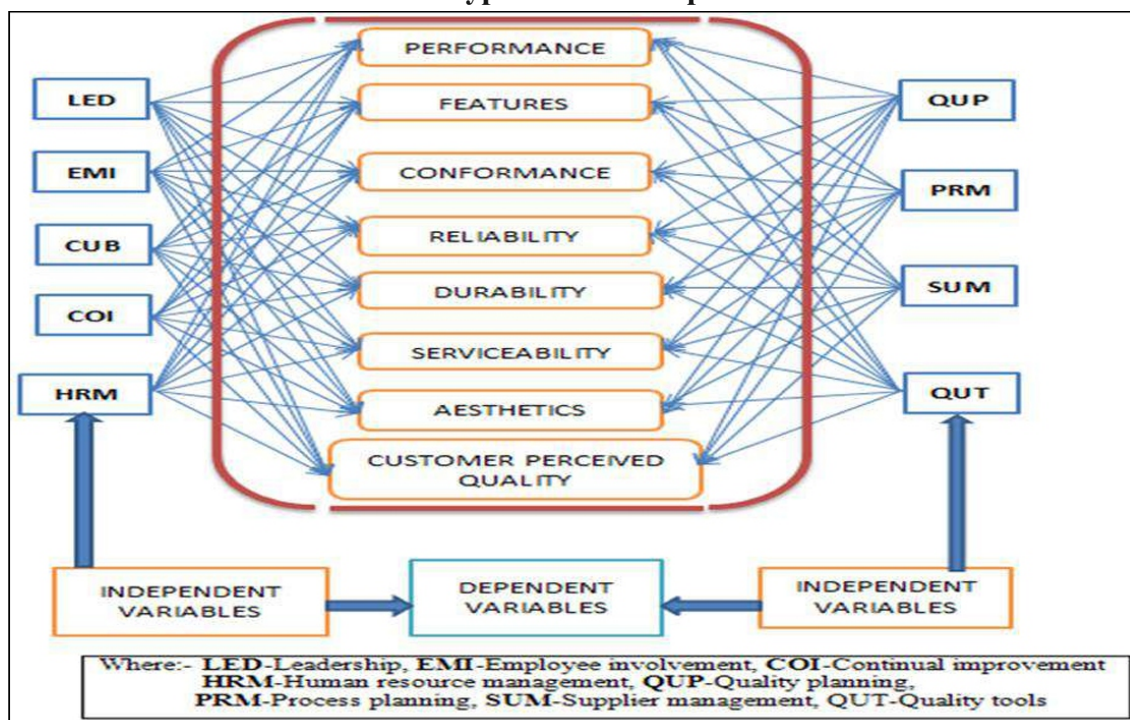 PERFORMANCE
LED
FEATURES
QUP
EMI
CONFORMANCE
PRM
CUB
RELIABILITY
DURABILITY
SUM
COI
SERVICEABILITY
HRM
AESTHETICS
QUT
CUSTOMER PERCEIVED
QUALITY
INDEPENDENT
VARIABLES
DEPENDENT
VARIABLES
INDEPENDENT
VARIABLES
Where:- LED-Leadership, EMI-Employee involvement, COI-Continual improvement
HRM-Human resource management, QUP-Quality planning,
PRM-Process planning, SUM-Supplier management, QUT-Quality tools